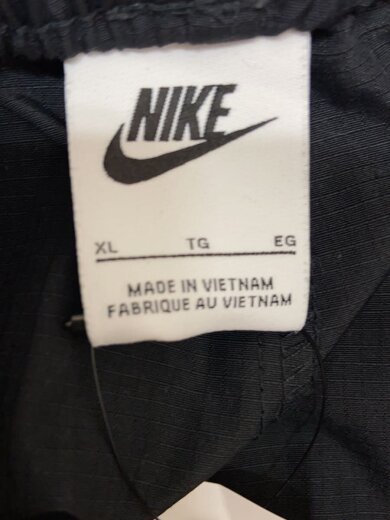 NIKE
XL TG EG
MADE IN VIETNAM
FABRIQUE AU VIETNAM